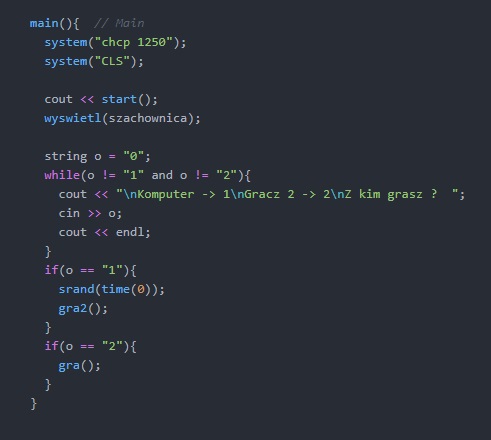 main(){  // Main
  system("chcp 1250");
  system("CLS");

  cout << start();
  wyswietl(szachownica);

  string o = "0";
  while(o != "1" and o != "2"){
    cout << "\nKomputer -> 1\nGracz 2 -> 2\nZ kim grasz ?  ";
    cin >> o;
    cout << endl;
  }
  if(o == "1"){
    srand(time(0));
    gra2();
  }
  if(o == "2"){
    gra();
  }
}